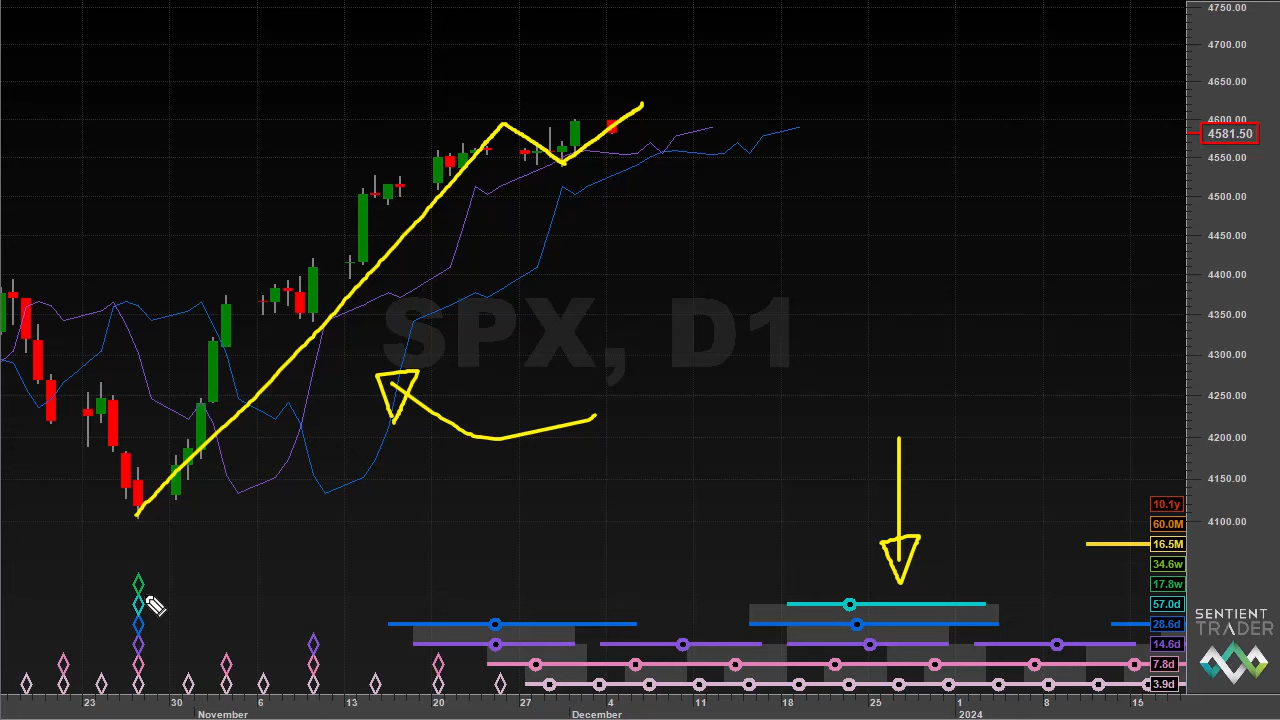 4750.00
4700.00
4650.00
4600.00
4581.50
4550.00
4500.00
4450.00
4400.00
4350.00
SPX, D1
4300.00
4250.00
4200.00
4150.00
4100.00
10.1y
60.0M
16.5M
34.6w
17.8w
57.0d
28.6d
14.6d
7.8d
3.9d
SENTIENT
TRADER
23 30 6 13 20 27 4 11 18 25 1 8 15
November December 2024